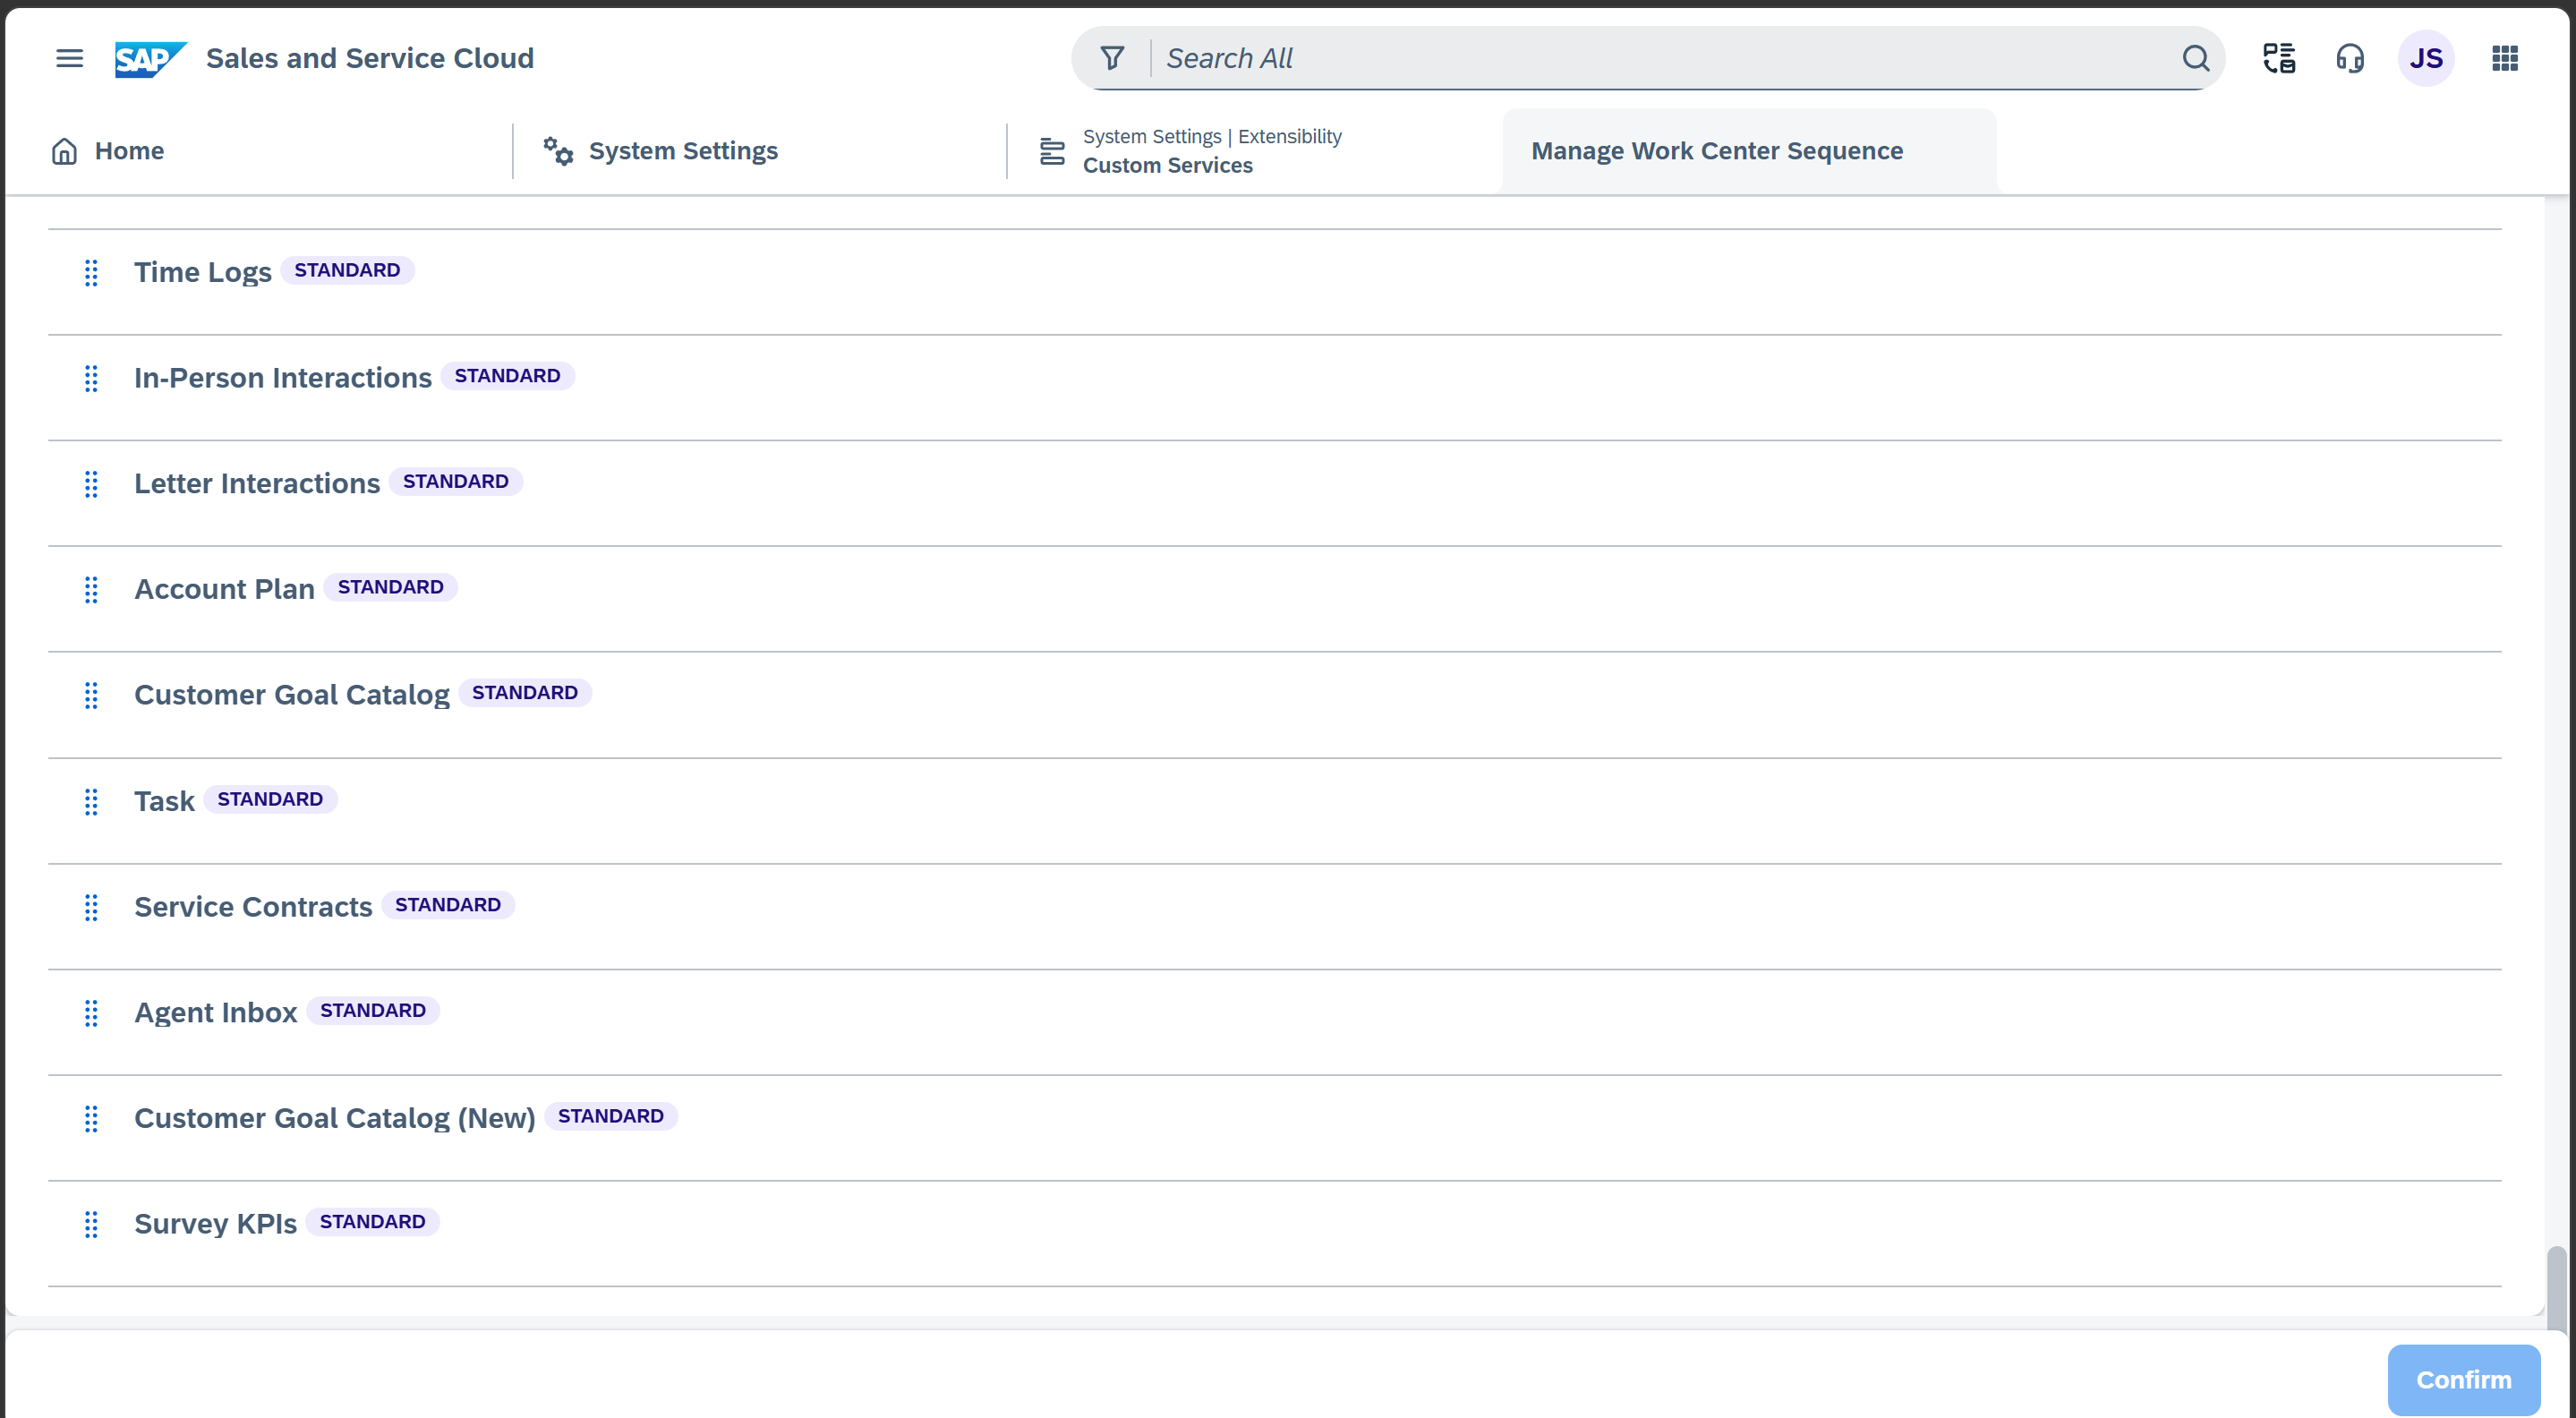 SAP Sales and Service Cloud
Search All
JS
Home
System Settings
System Settings | Extensibility
Custom Services
Manage Work Center Sequence
Time Logs STANDARD
In-Person Interactions STANDARD
Letter Interactions STANDARD
Account Plan STANDARD
Customer Goal Catalog STANDARD
Task STANDARD
Service Contracts STANDARD
Agent Inbox STANDARD
Customer Goal Catalog (New) STANDARD
Survey KPIs STANDARD
Confirm